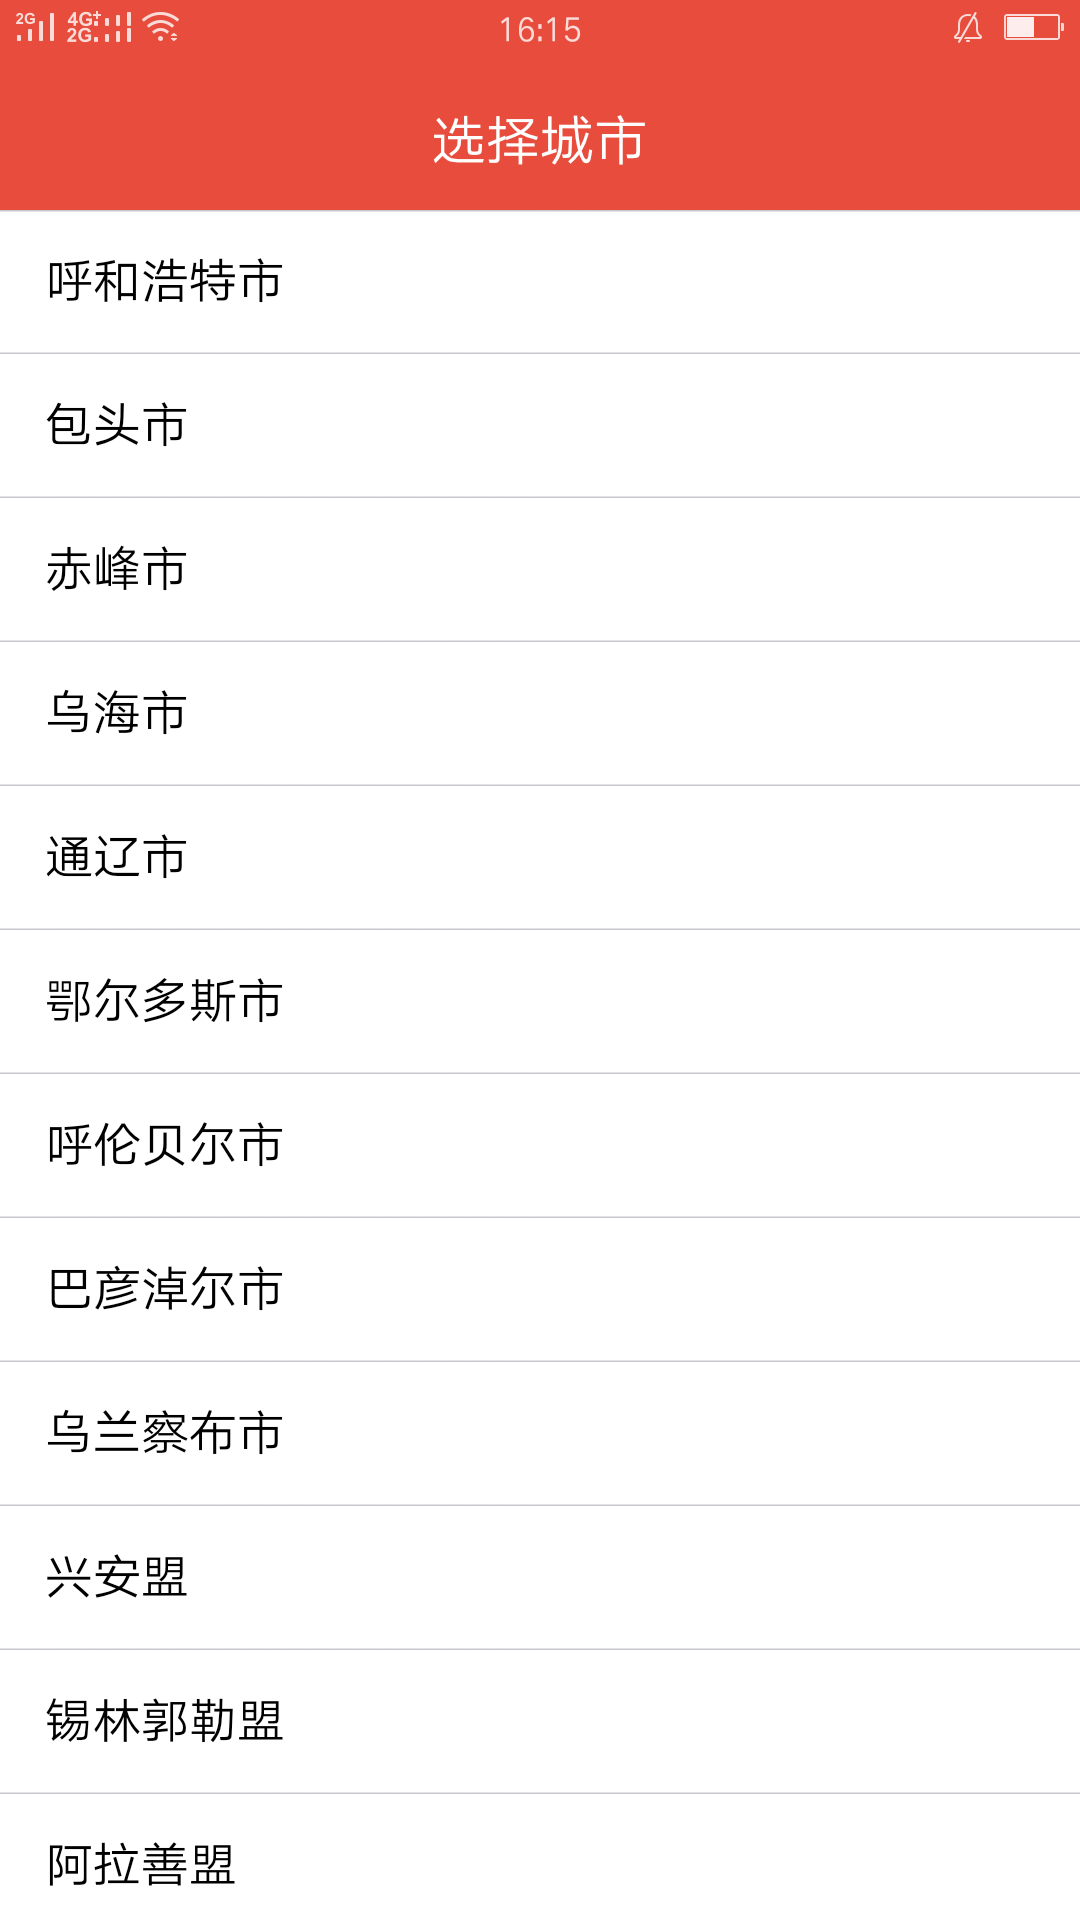 2G 4G+ 2G 16:15
选择城市
呼和浩特市
包头市
赤峰市
乌海市
通辽市
鄂尔多斯市
呼伦贝尔市
巴彦淖尔市
乌兰察布市
兴安盟
锡林郭勒盟
阿拉善盟